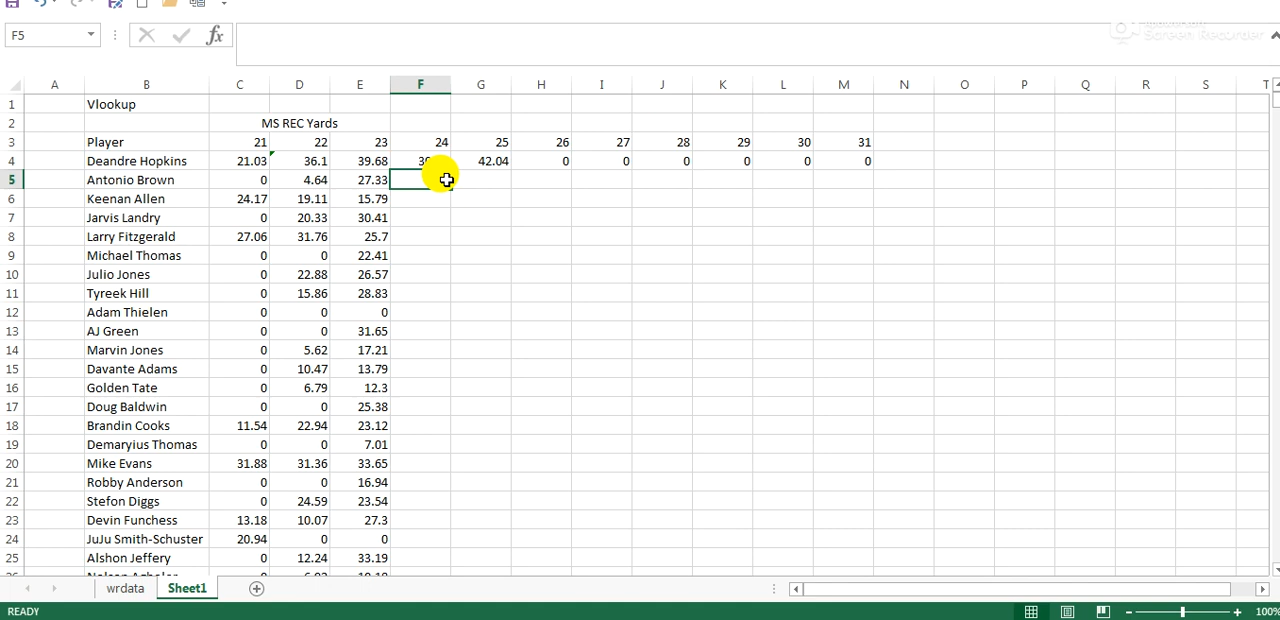 F5
fx
Screen Recorder
A B C D E F G H I J K L M N O P Q R S T
1 Vlookup
2 MS REC Yards
3 Player 21 22 23 24 25 26 27 28 29 30 31
4 Deandre Hopkins 21.03 36.1 39.68 42.04 0 0 0 0 0 0
5 Antonio Brown 0 4.64 27.33
6 Keenan Allen 24.17 19.11 15.79
7 Jarvis Landry 0 20.33 30.41
8 Larry Fitzgerald 27.06 31.76 25.7
9 Michael Thomas 0 0 22.41
10 Julio Jones 0 22.88 26.57
11 Tyreek Hill 0 15.86 28.83
12 Adam Thielen 0 0 0
13 AJ Green 0 0 31.65
14 Marvin Jones 0 5.62 17.21
15 Davante Adams 0 10.47 13.79
16 Golden Tate 0 6.79 12.3
17 Doug Baldwin 0 0 25.38
18 Brandin Cooks 11.54 22.94 23.12
19 Demaryius Thomas 0 0 7.01
20 Mike Evans 31.88 31.36 33.65
21 Robby Anderson 0 0 16.94
22 Stefon Diggs 0 24.59 23.54
23 Devin Funchess 13.18 10.07 27.3
24 JuJu Smith-Schuster 20.94 0 0
25 Alshon Jeffery 0 12.24 33.19
wrdata Sheet1
READY 100%